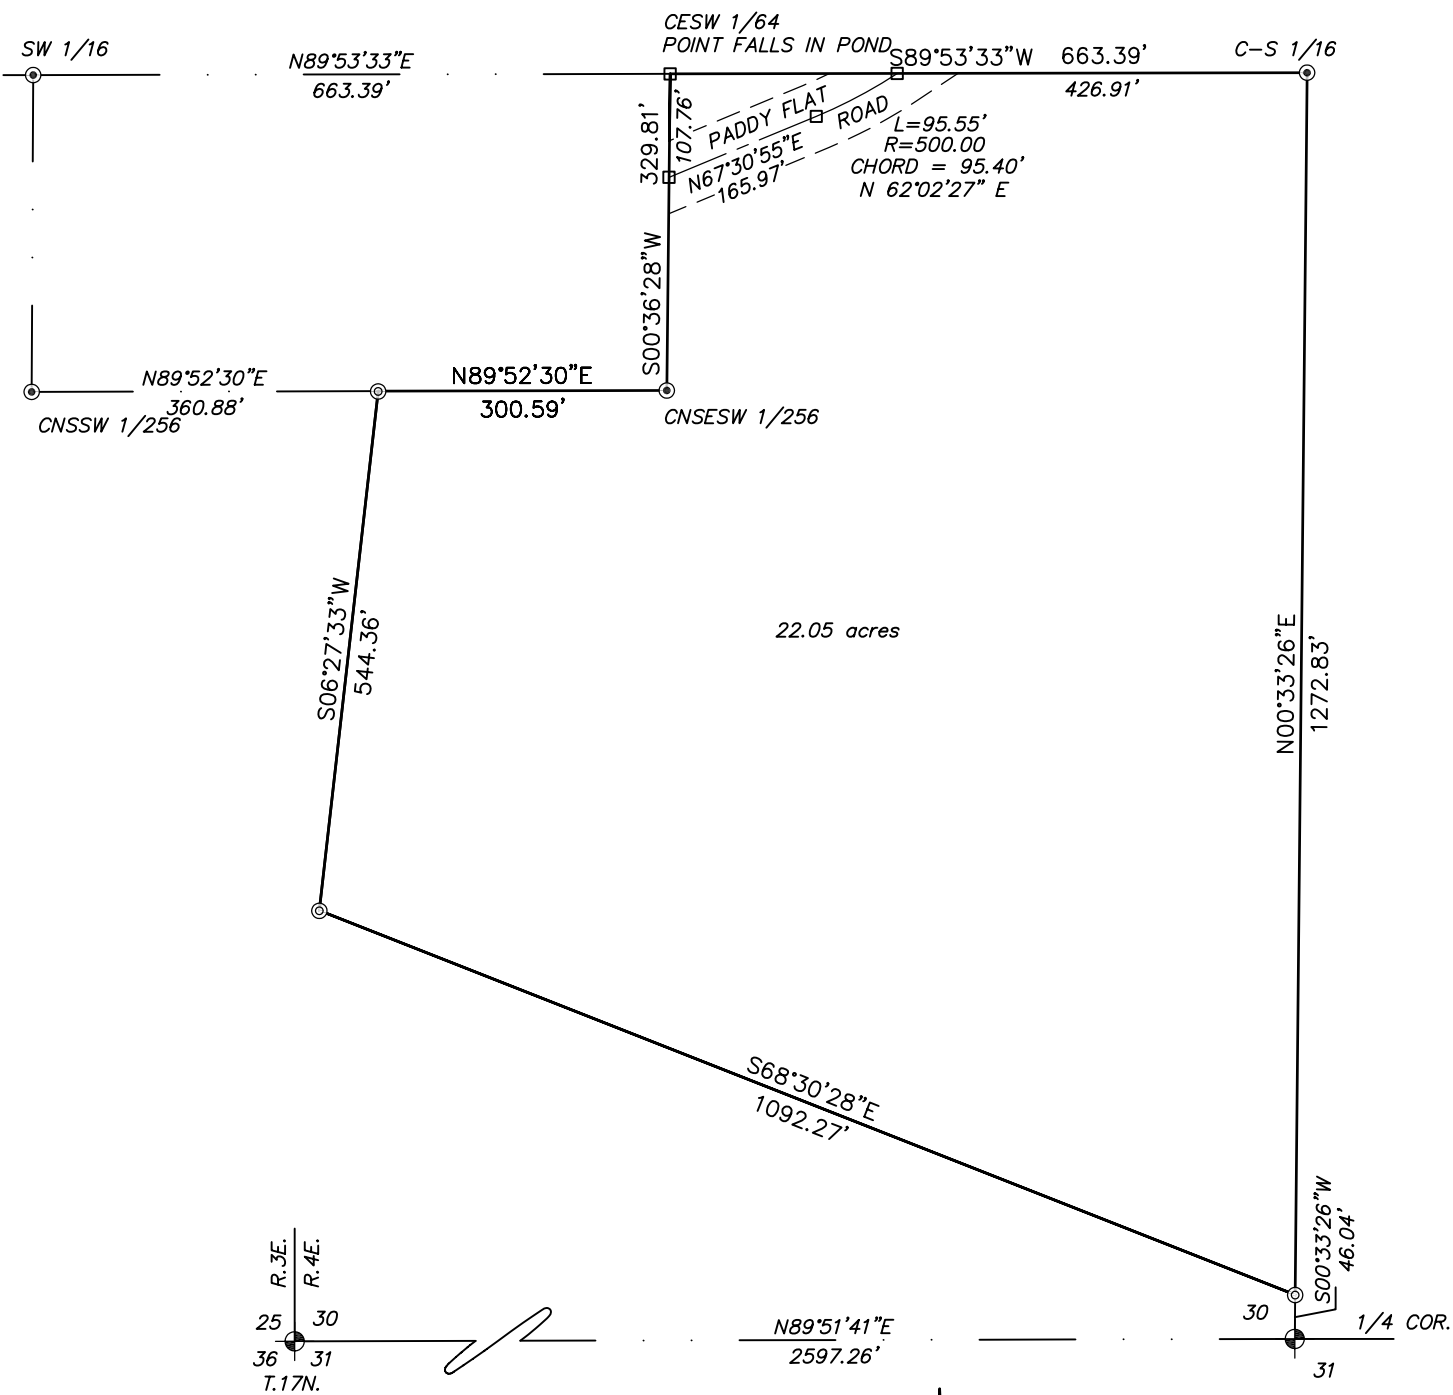 CESW 1/64
POINT FALLS IN POND
SW 1/16
N89°53'33"E
663.39'
S89°53'33"W 663.39'
426.91'
C-S 1/16
329.81'
107.76'
PADDY FLAT
ROAD
N67°30'55"E
165.97'
L=95.55'
R=500.00
CHORD = 95.40'
N 62°02'27" E
S00°36'28"W
N89°52'30"E
360.88'
CNSSW 1/256
N89°52'30"E
300.59'
CNSESW 1/256
S06°27'33"W
544.36'
22.05 acres
N00°33'26"E
1272.83'
S68°30'28"E
1092.27'
S00°33'26"W
46.04'
R.3E.
R.4E.
25 30
36 31
T.17N.
N89°51'41"E
2597.26'
30
1/4 COR.
31